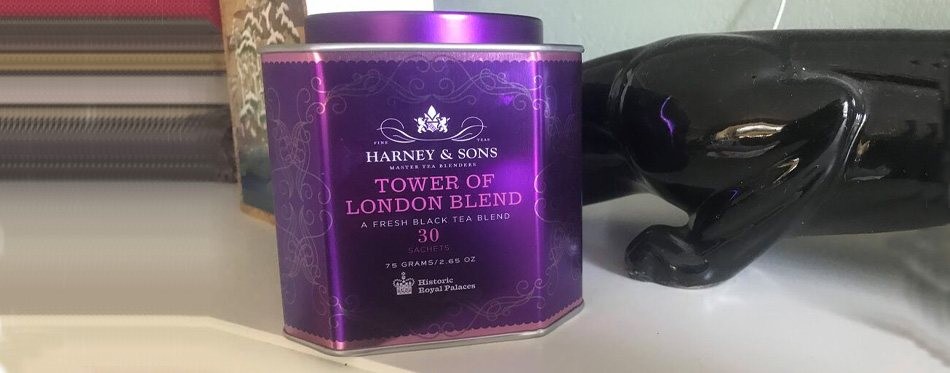 FINE TEAS
HARNEY & SONS
MASTER TEA BLENDERS
TOWER OF
LONDON BLEND
A FRESH BLACK TEA BLEND
30
SACHETS
75 GRAMS/2.65 OZ
Historic
Royal Palaces